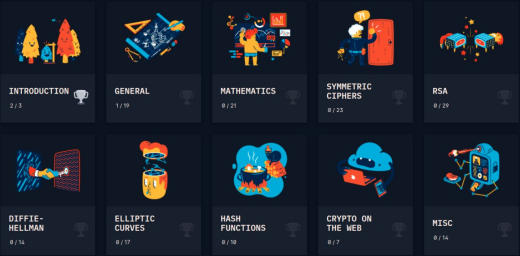 INTRODUCTION
2 / 3
GENERAL
1 / 19
MATHEMATICS
0 / 21
SYMMETRIC
CIPHERS
0 / 23
RSA
0 / 29
DIFFIE-
HELLMAN
0 / 14
ELLIPTIC
CURVES
0 / 17
HASH
FUNCTIONS
0 / 10
CRYPTO ON
THE WEB
0 / 7
MISC
0 / 14